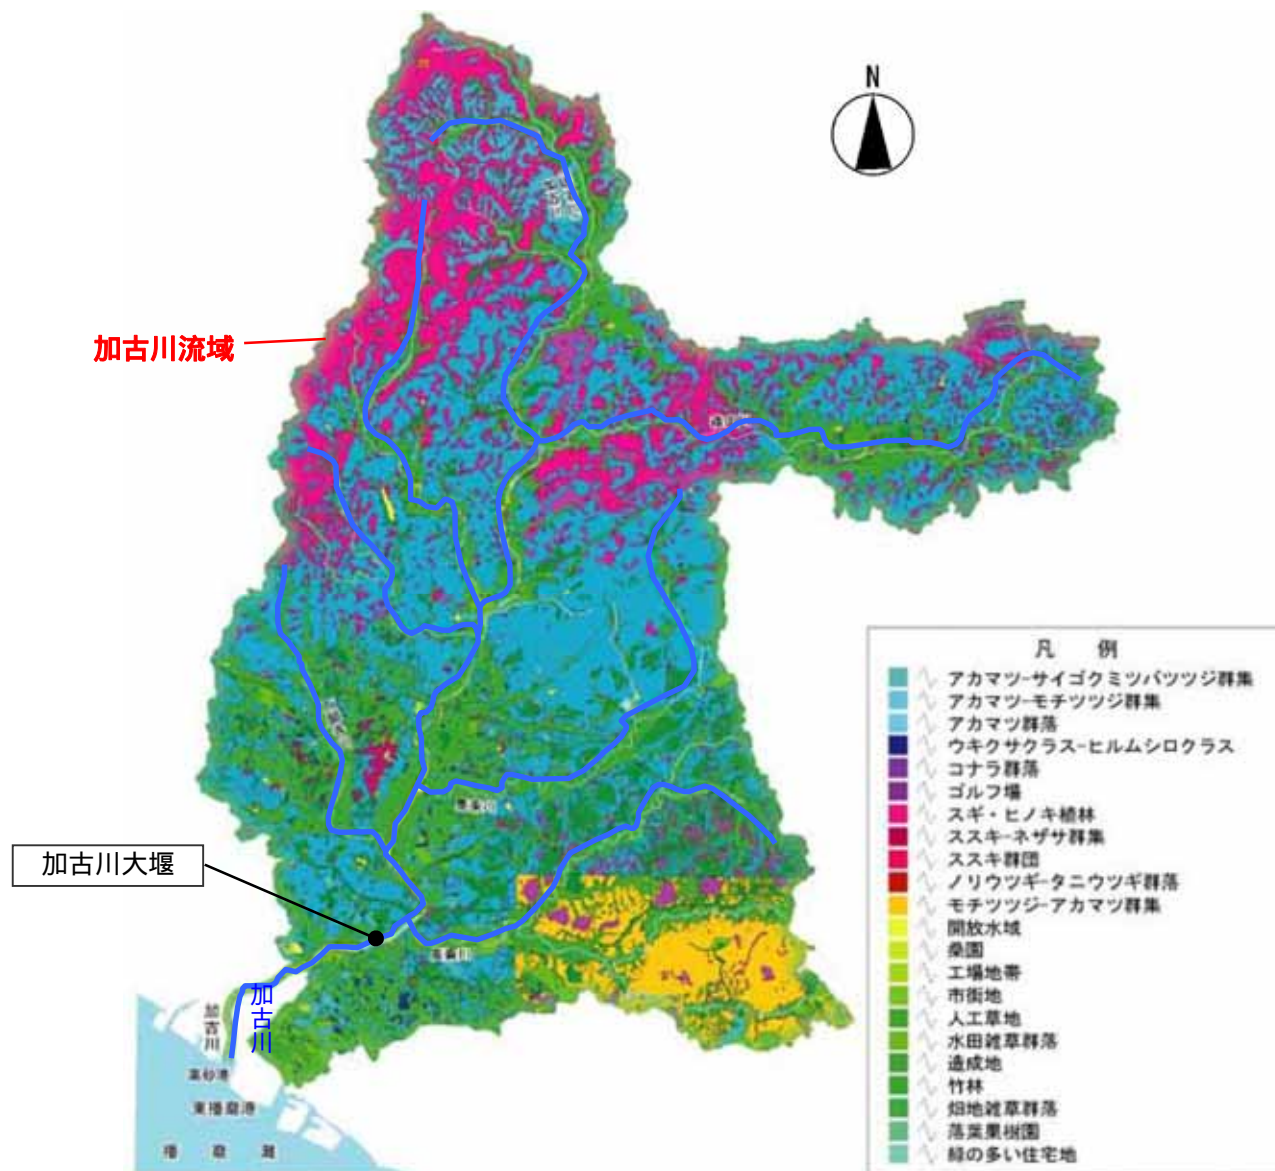 N
加古川流域
加古川大堰
加古川
加古川
高砂港
東播磨港
播磨灘
凡 例
アカマツ-サイゴクミツバツツジ群集
アカマツ-モチツツジ群集
アカマツ群落
ウキクサクラス-ヒルムシロクラス
コナラ群落
ゴルフ場
スギ・ヒノキ植林
ススキ-ネザサ群集
ススキ群団
ノリウツギ-タニウツギ群落
モチツツジ-アカマツ群集
開放水域
桑園
工場地帯
市街地
人工草地
水田雑草群落
造成地
竹林
畑地雑草群落
落葉果樹園
緑の多い住宅地